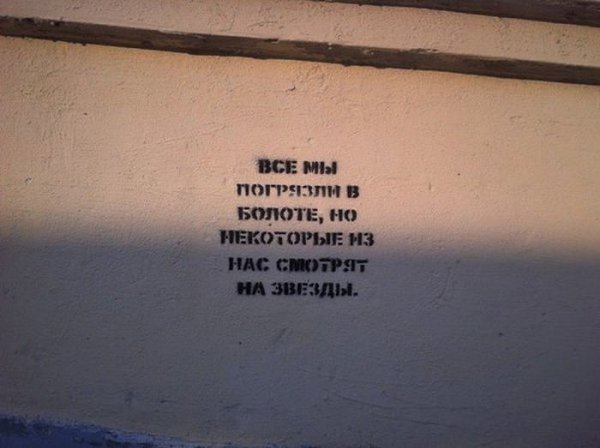 ВСЕ МЫ
ПОГРЯЗЛИ В
БОЛОТЕ, НО
НЕКОТОРЫЕ ИЗ
НАС СМОТРЯТ
НА ЗВЕЗДЫ.